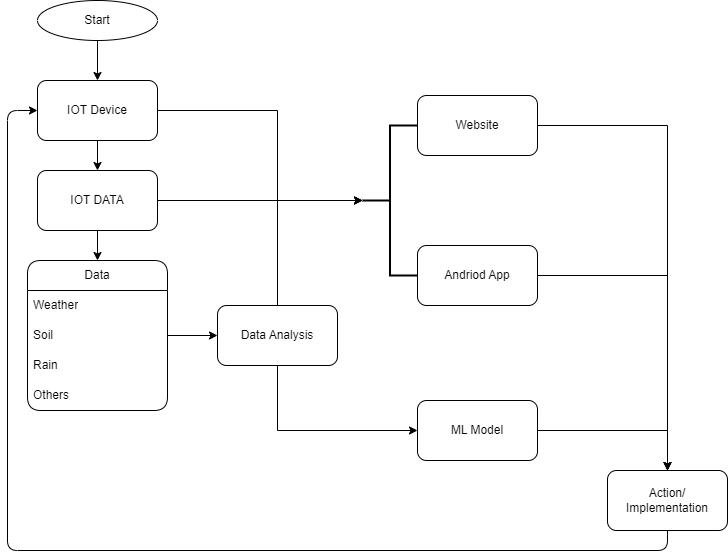 Start
IOT Device
Website
IOT DATA
Data
Andriod App
Weather
Soil
Data Analysis
Rain
Others
ML Model
Action/
Implementation